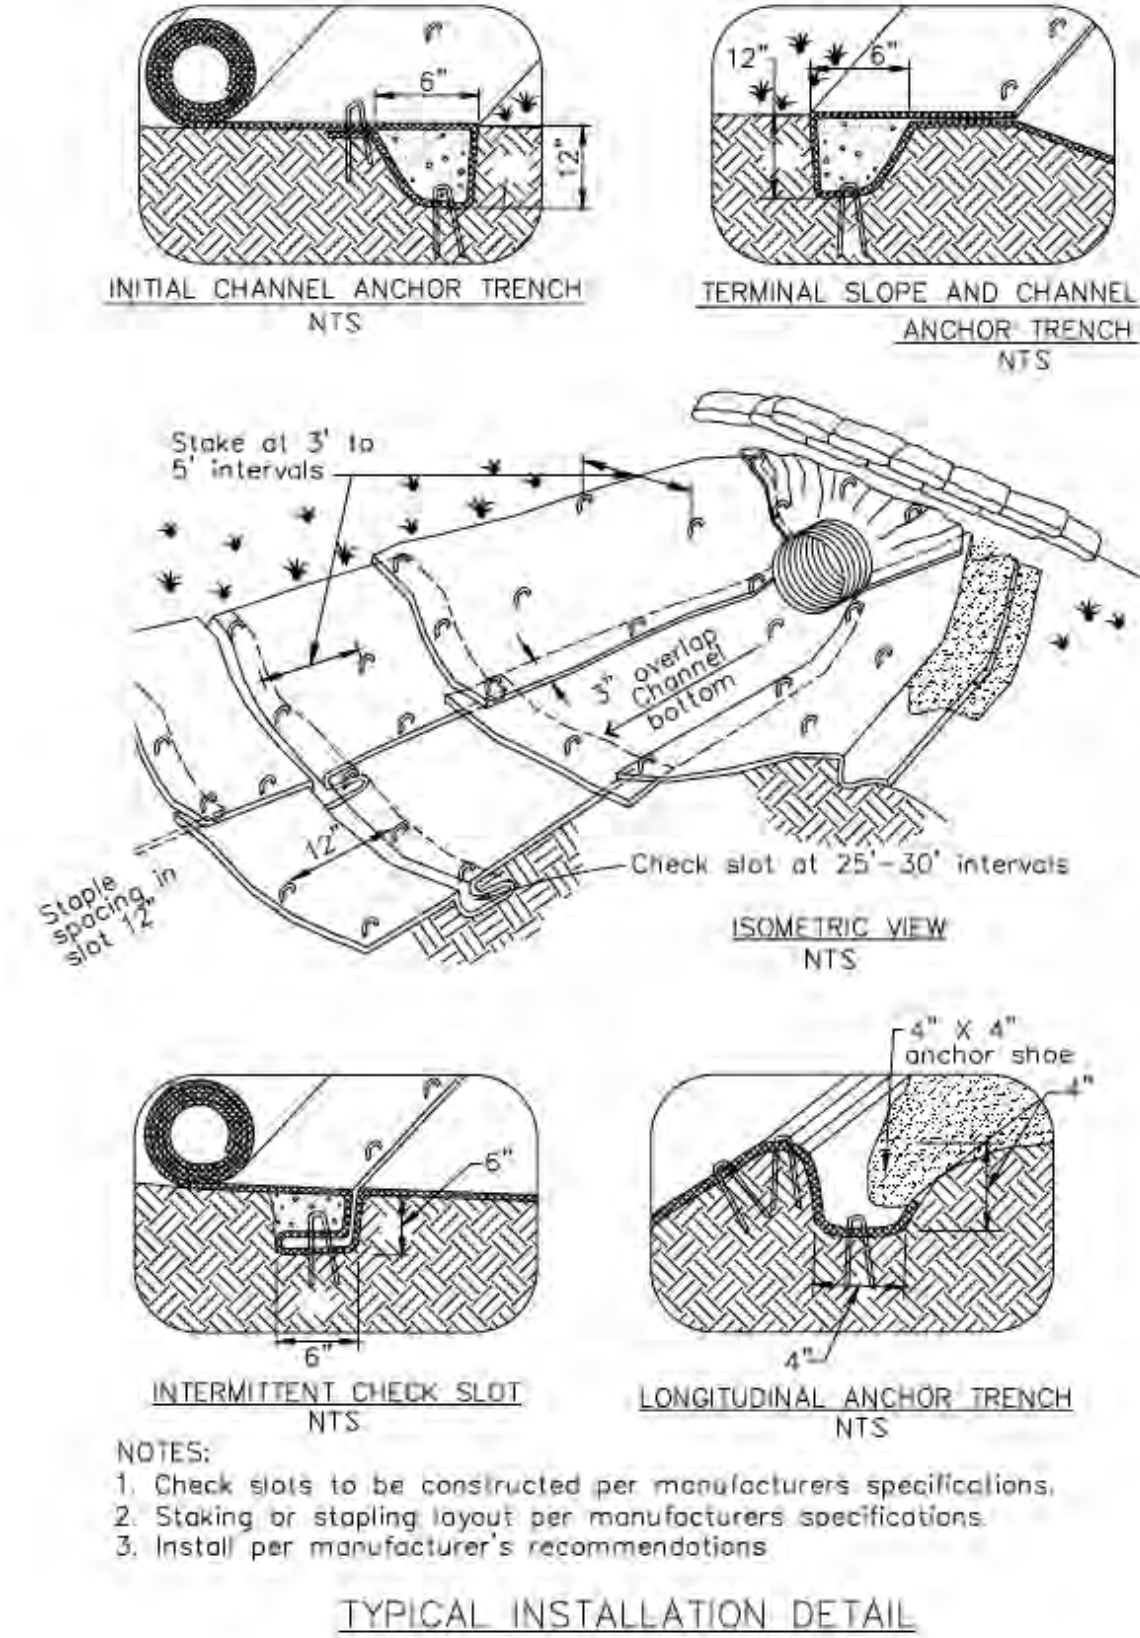 12"
6"
6"
12"
INITIAL CHANNEL ANCHOR TRENCH
NTS
TERMINAL SLOPE AND CHANNEL
ANCHOR TRENCH
NTS
Stake at 3' to
5' intervals
3" overlap
Channel
bottom
12"
Staple
spacing in
slot 12"
Check slot at 25'-30' intervals
ISOMETRIC VIEW
NTS
4" X 4"
anchor shoe
4"
6"
6"
4"
INTERMITTENT CHECK SLOT
NTS
LONGITUDINAL ANCHOR TRENCH
NTS
NOTES:
1. Check slots to be constructed per manufacturers specifications.
2. Staking or stapling layout per manufacturers specifications.
3. Install per manufacturer's recommendations
TYPICAL INSTALLATION DETAIL